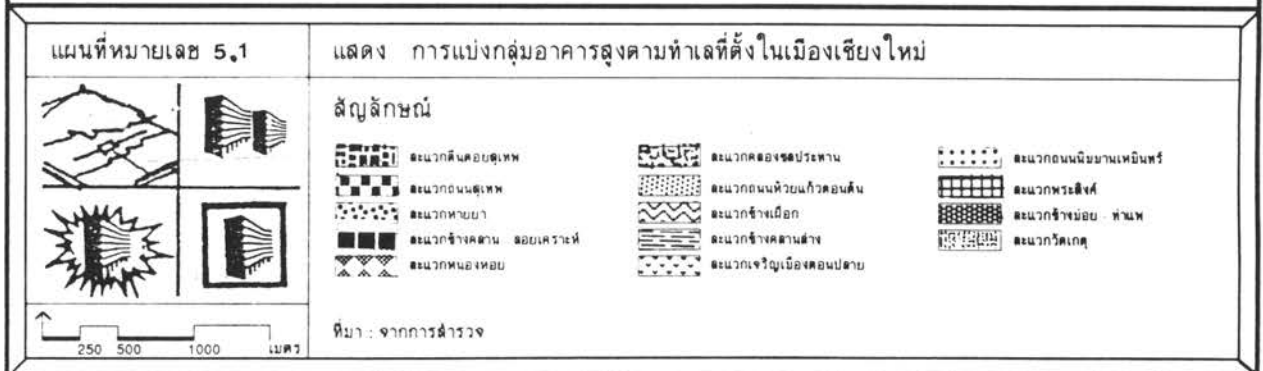 แผนที่หมายเลข 5.1
แสดง การแบ่งกลุ่มอาคารสูงตามทำเลที่ตั้งในเมืองเชียงใหม่
สัญลักษณ์
ละแวกตีนดอยสุเทพ
ละแวกถนนสุเทพ
ละแวกหายยา
ละแวกช้างคลาน - ลอยเคราะห์
ละแวกหนองหอย
ละแวกคลองชลประทาน
ละแวกถนนห้วยแก้วตอนต้น
ละแวกช้างเผือก
ละแวกช้างคลานล่าง
ละแวกเจริญเมืองตอนปลาย
ละแวกถนนนิมมานเหมินทร์
ละแวกพระสิงค์
ละแวกช้างม่อย - ท่าแพ
ละแวกวัดเกตุ
250 500 1000 เมตร
ที่มา : จากการสำรวจ